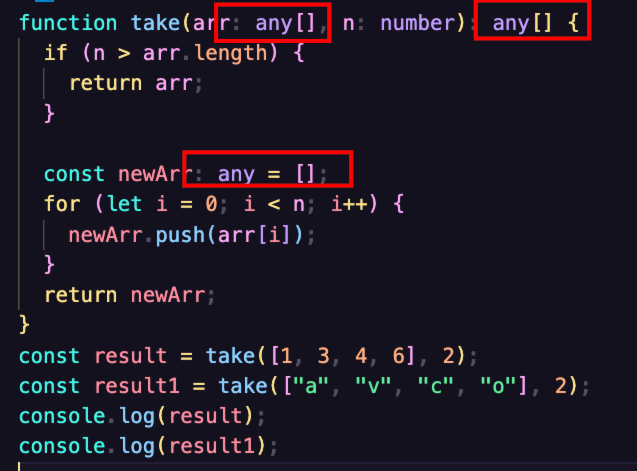 function take(arr: any[], n: number): any[] {
if (n > arr.length) {
return arr;
}
const newArr: any = [];
for (let i = 0; i < n; i++) {
newArr.push(arr[i]);
}
return newArr;
}
const result = take([1, 3, 4, 6], 2);
const result1 = take(["a", "v", "c", "o"], 2);
console.log(result);
console.log(result1);